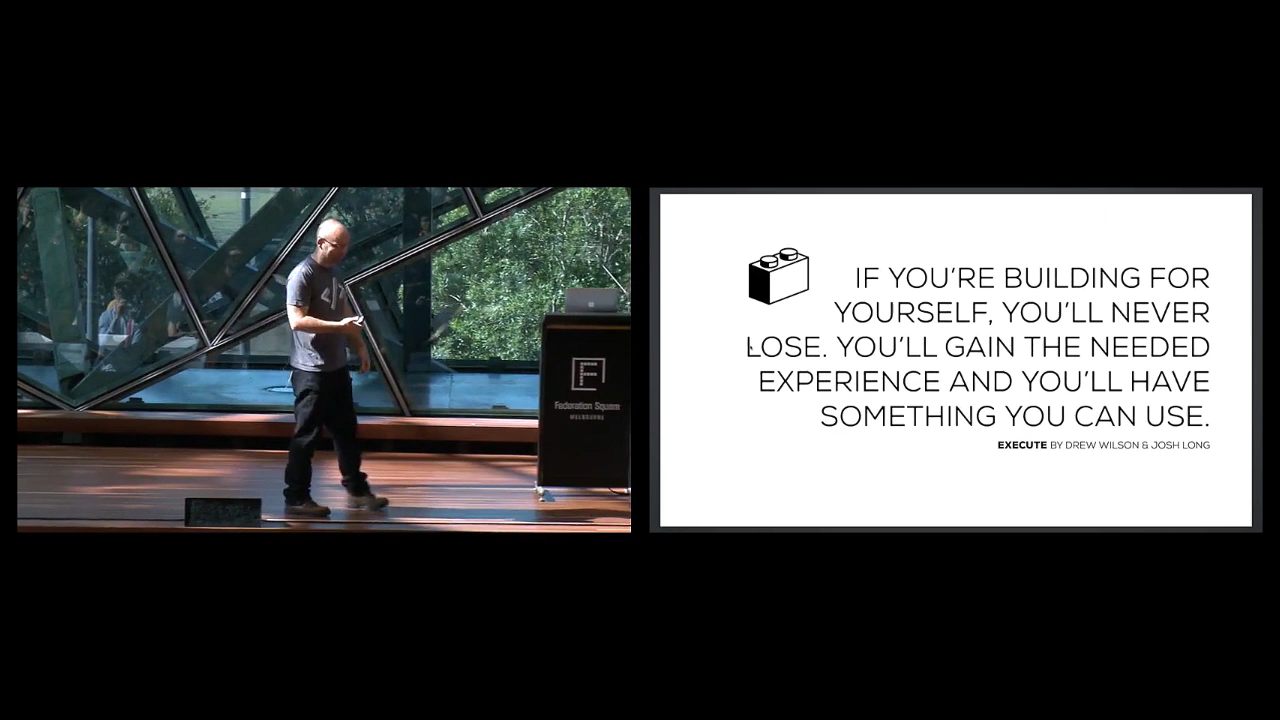 Federation Square
MELBOURNE
IF YOU'RE BUILDING FOR
YOURSELF, YOU'LL NEVER
LOSE. YOU'LL GAIN THE NEEDED
EXPERIENCE AND YOU'LL HAVE
SOMETHING YOU CAN USE.
EXECUTE BY DREW WILSON & JOSH LONG